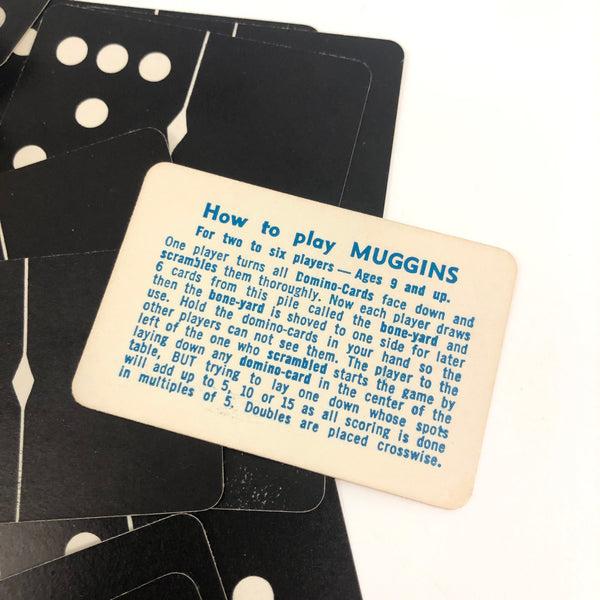 How to play MUGGINS
For two to six players — Ages 9 and up.
One player turns all Domino-Cards face down and
scrambles them thoroughly. Now each player draws
6 cards from this pile called the bone-yard and
then the bone-yard is shoved to one side for later
use. Hold the domino-cards in your hand so the
other players can not see them. The player to the
left of the one who scrambled starts the game by
laying down any domino-card in the center of the
table, BUT trying to lay one down whose spots
will add up to 5, 10 or 15 as all scoring is done
in multiples of 5. Doubles are placed crosswise.